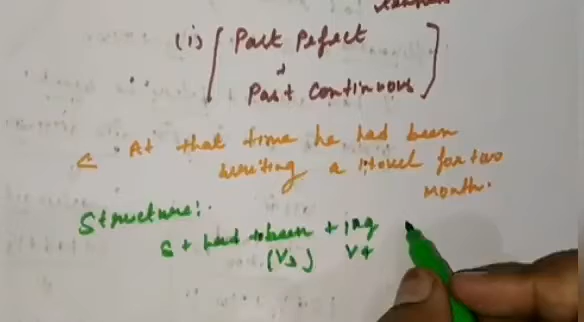 (i) Past Perfect
+
Past continuous
At that time he had been
writing a Novel for two
month.
Structure:-
S + had + been + ing
(V3) V4